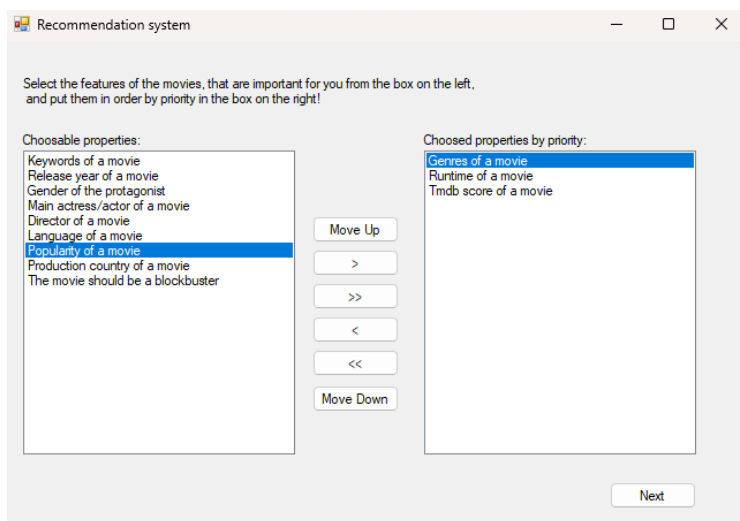 Recommendation system
Select the features of the movies, that are important for you from the box on the left,
and put them in order by priority in the box on the right!
Choosable properties:
Keywords of a movie
Release year of a movie
Gender of the protagonist
Main actress/actor of a movie
Director of a movie
Language of a movie
Popularity of a movie
Production country of a movie
The movie should be a blockbuster
Move Up
>
>>
<
<<
Move Down
Choosed properties by priority:
Genres of a movie
Runtime of a movie
Tmdb score of a movie
Next